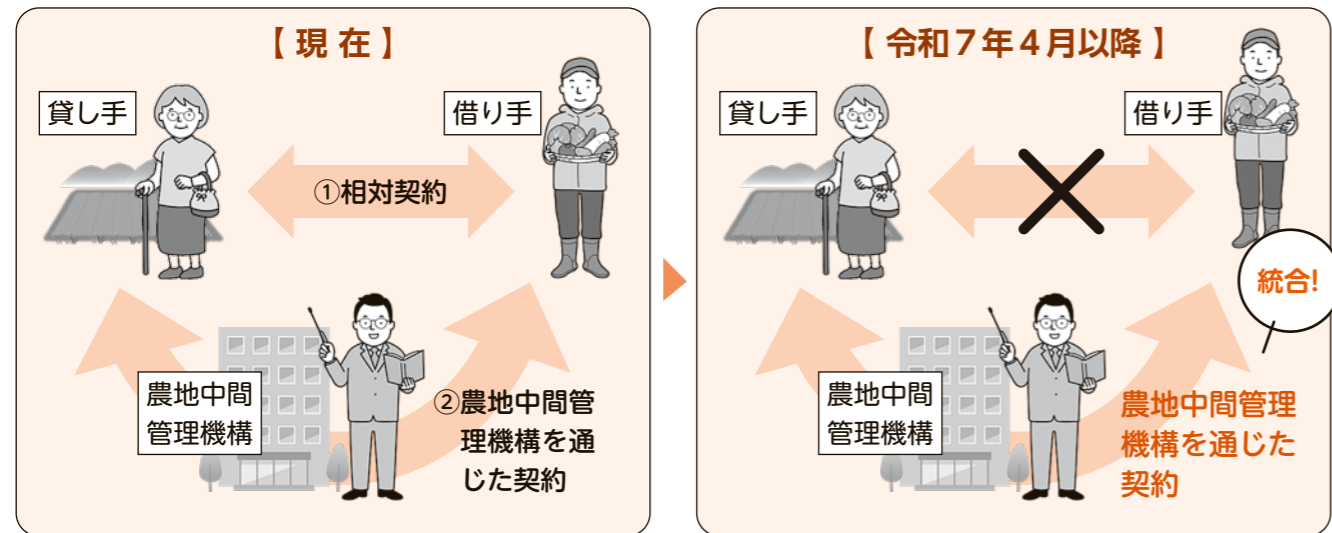 【 現 在 】
貸し手
借り手
①相対契約
農地中間
管理機構
②農地中間管
理機構を通
じた契約
【 令和７年４月以降 】
貸し手
借り手
統合!
農地中間
管理機構
農地中間管理
機構を通じた
契約